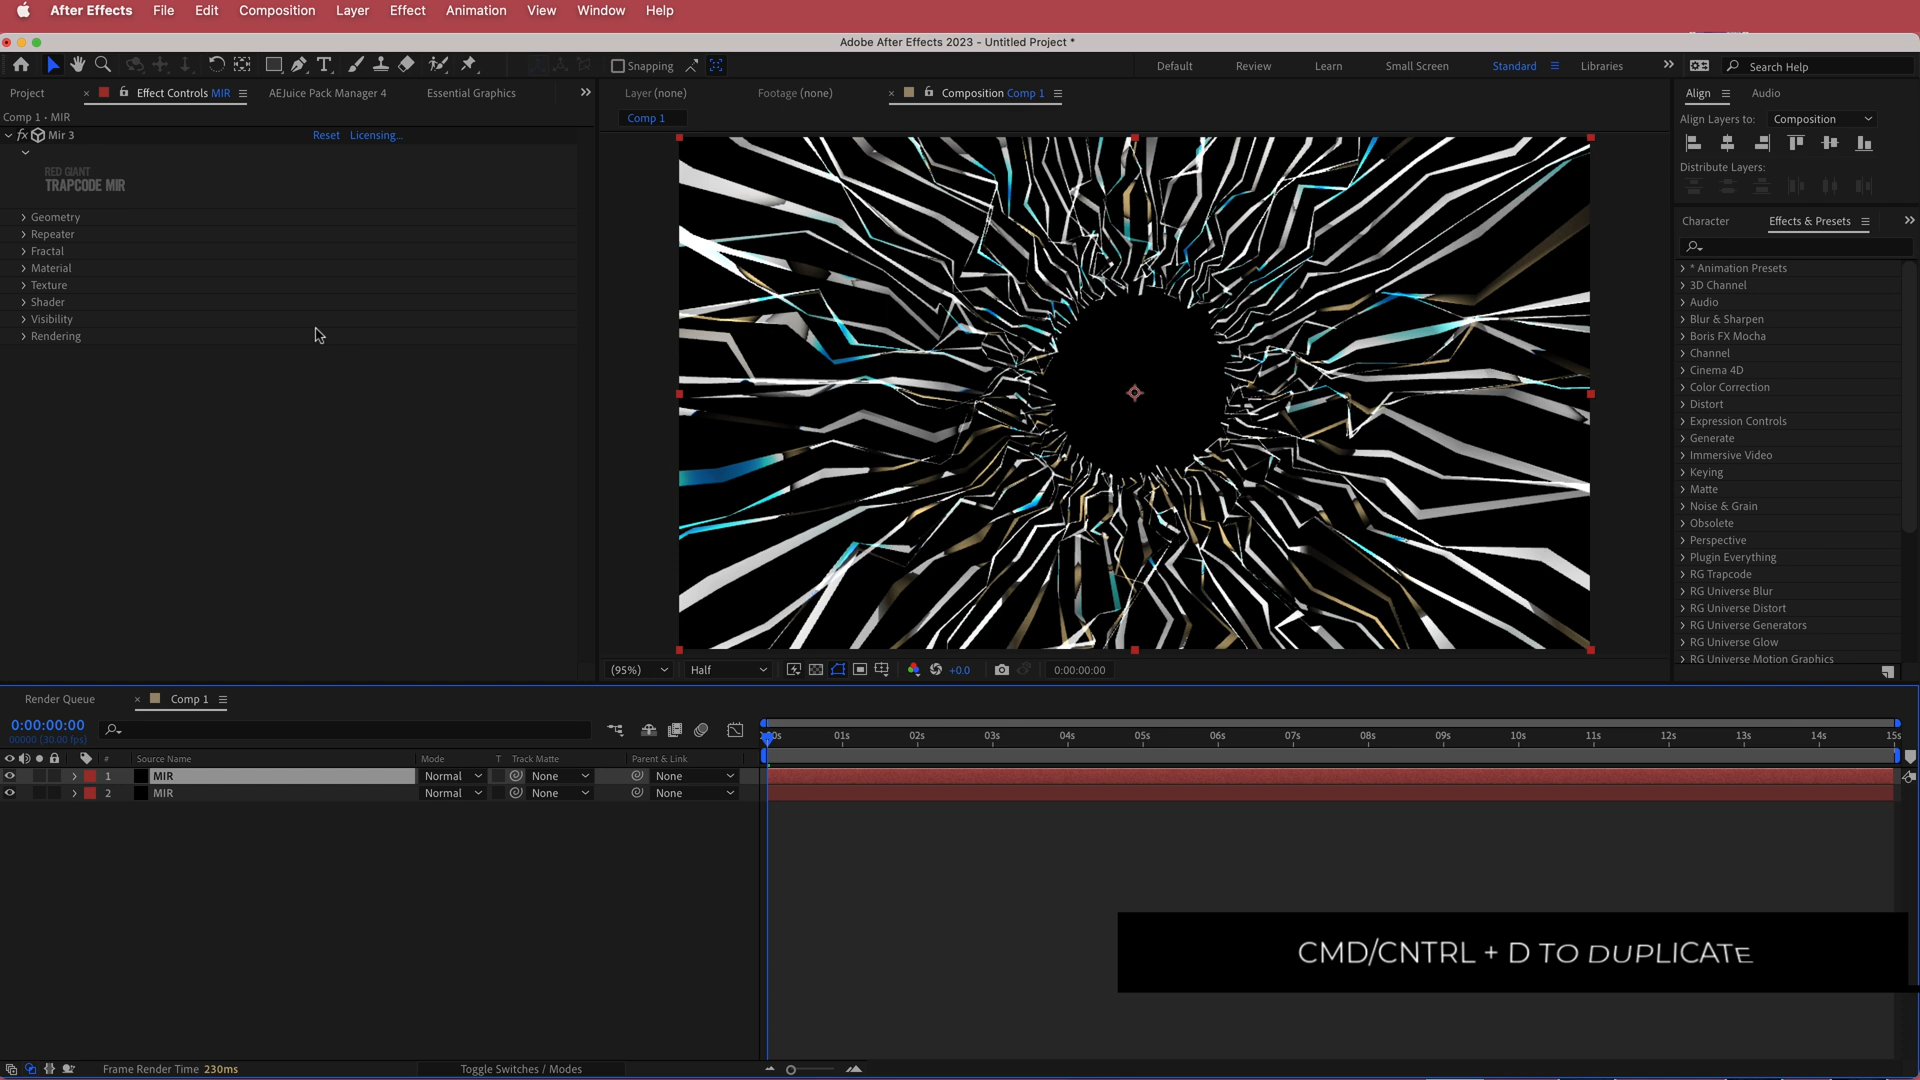 After Effects File Edit Composition Layer Effect Animation View Window Help
Adobe After Effects 2023 - Untitled Project *
Snapping
Default Review Learn Small Screen Standard Libraries Search Help
Project Effect Controls MIR AEJuice Pack Manager 4 Essential Graphics
Layer (none) Footage (none) Composition Comp 1
Align Audio
Comp 1 • MIR
Comp 1
Align Layers to: Composition
Mir 3 Reset Licensing...
RED GIANT
TRAPCODE MIR
Geometry
Repeater
Fractal
Material
Texture
Shader
Visibility
Rendering
Distribute Layers:
Character Effects & Presets
* Animation Presets
3D Channel
Audio
Blur & Sharpen
Boris FX Mocha
Channel
Cinema 4D
Color Correction
Distort
Expression Controls
Generate
Immersive Video
Keying
Matte
Noise & Grain
Obsolete
Perspective
Plugin Everything
RG Trapcode
RG Universe Blur
RG Universe Distort
RG Universe Generators
RG Universe Glow
RG Universe Motion Graphics
(95%) Half +0.0 0:00:00:00
Render Queue Comp 1
0:00:00:00
00000 (30.00 fps)
01s 02s 03s 04s 05s 06s 07s 08s 09s 10s 11s 12s 13s 14s 15s
# Source Name Mode T Track Matte Parent & Link
1 MIR Normal None None
2 MIR Normal None None
CMD/CNTRL + D TO DUPLICATE
Frame Render Time 230ms Toggle Switches / Modes